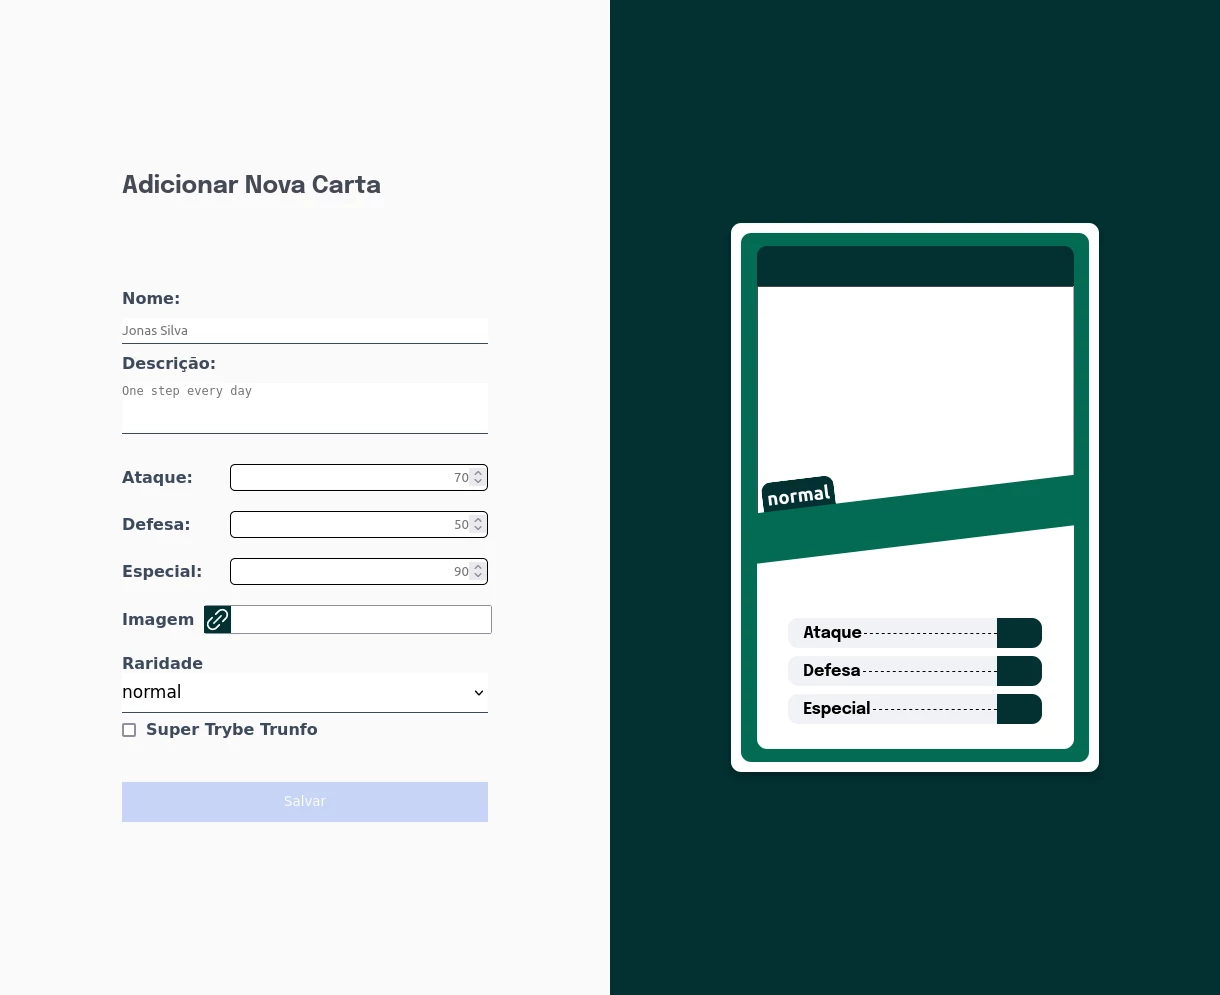 Adicionar Nova Carta
Nome:
Jonas Silva
Descrição:
One step every day
Ataque:
70
Defesa:
50
Especial:
90
Imagem
Raridade
normal
Super Trybe Trunfo
Salvar
normal
Ataque
Defesa
Especial